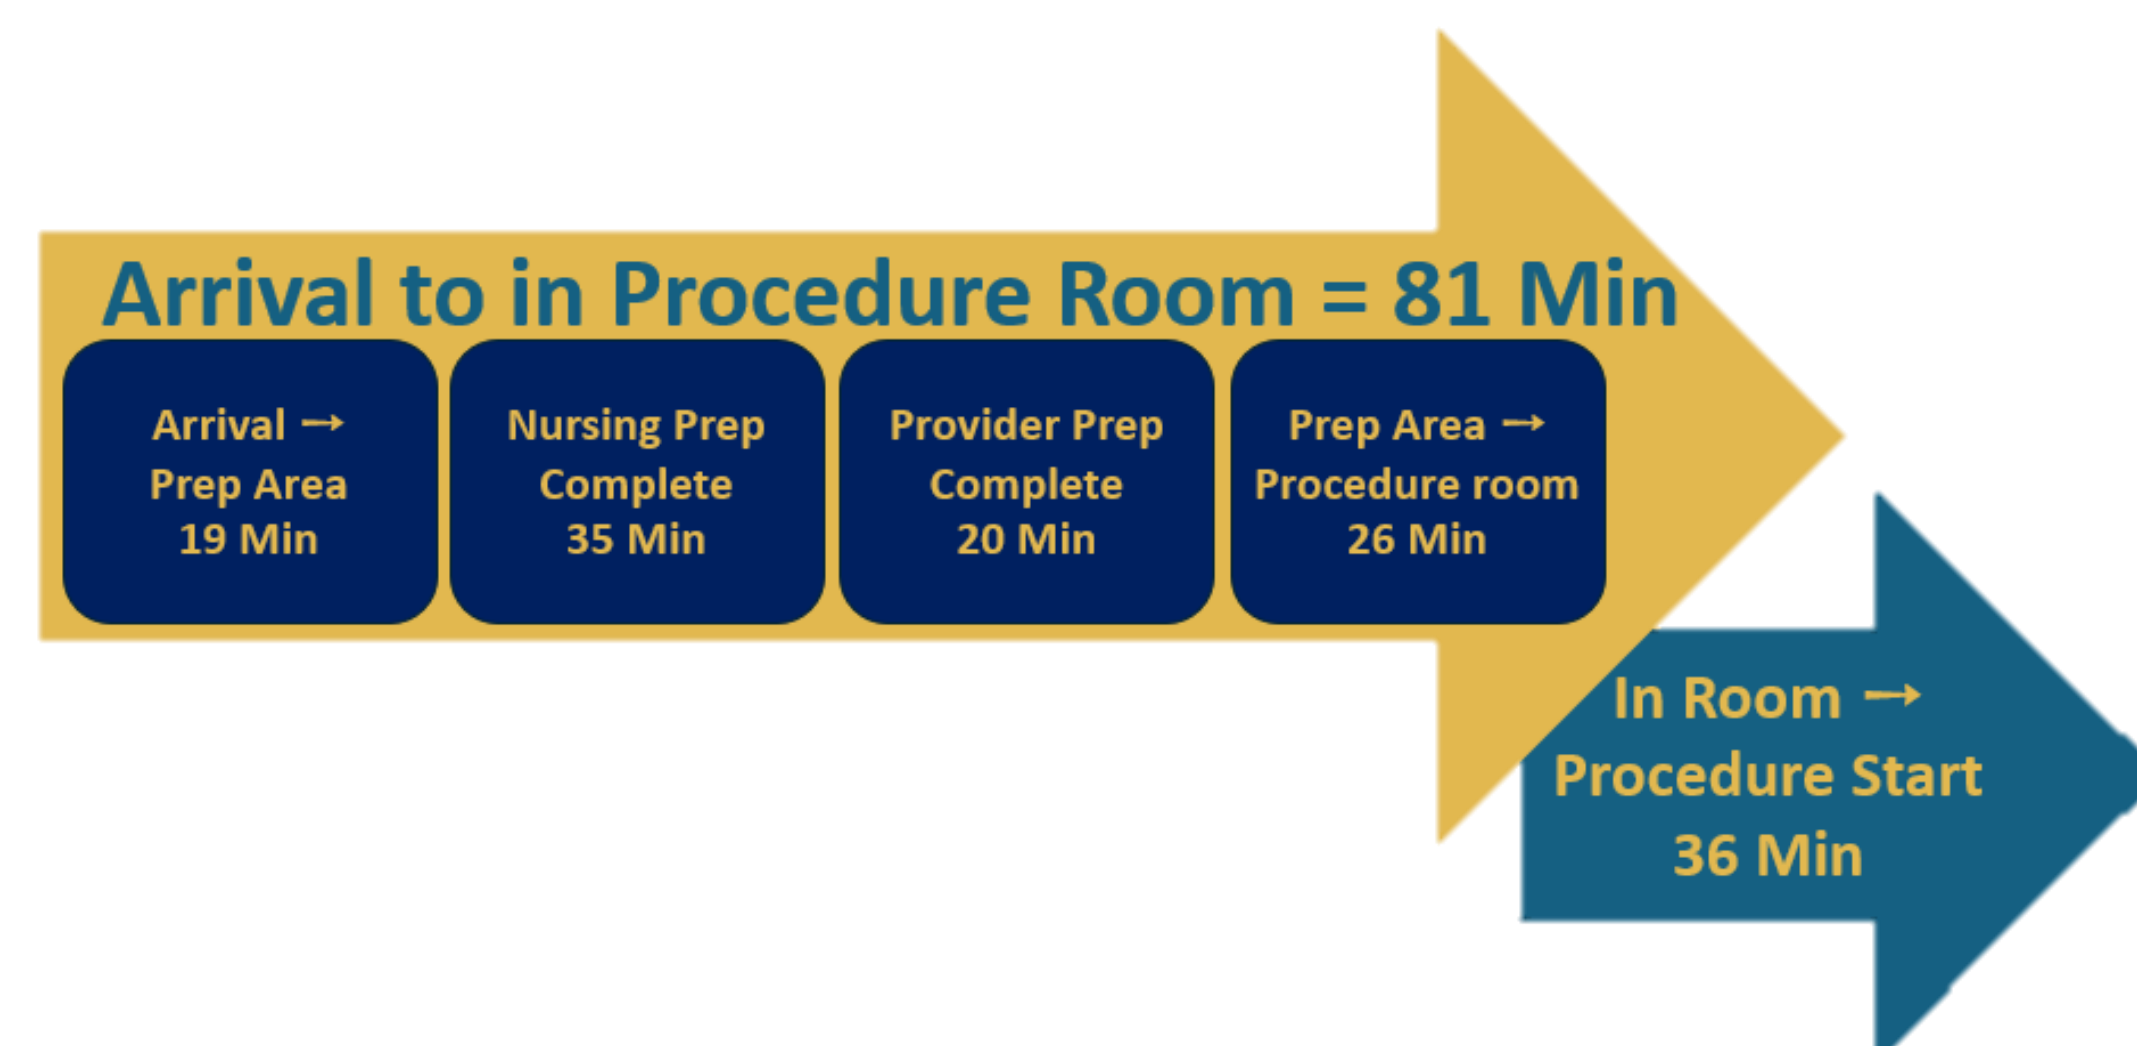 Arrival to in Procedure Room = 81 Min
Arrival →
Prep Area
19 Min
Nursing Prep
Complete
35 Min
Provider Prep
Complete
20 Min
Prep Area →
Procedure room
26 Min
In Room →
Procedure Start
36 Min